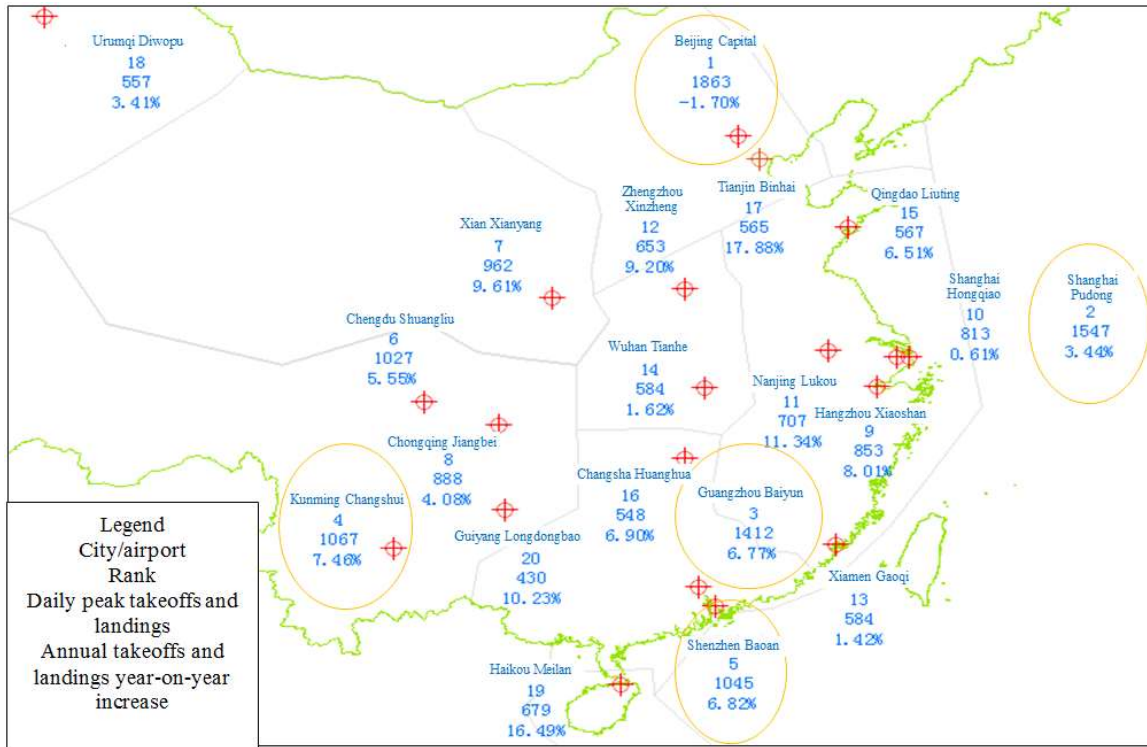 Urumqi Diwopu
18
557
3.41%
Beijing Capital
1
1863
-1.70%
Zhengzhou
Xinzheng
12
653
9.20%
Tianjin Binhai
17
565
17.88%
Qingdao Liuting
15
567
6.51%
Xian Xianyang
7
962
9.61%
Shanghai
Hongqiao
10
813
0.61%
Shanghai
Pudong
2
1547
3.44%
Chengdu Shuangliu
6
1027
5.55%
Wuhan Tianhe
14
584
1.62%
Nanjing Lukou
11
707
11.34%
Hangzhou Xiaoshan
9
853
8.01%
Chongqing Jiangbei
8
888
4.08%
Changsha Huanghua
16
548
6.90%
Guangzhou Baiyun
3
1412
6.77%
Kunming Changshui
4
1067
7.46%
Guiyang Longdongbao
20
430
10.23%
Xiamen Gaoqi
13
584
1.42%
Shenzhen Baoan
5
1045
6.82%
Haikou Meilan
19
679
16.49%
Legend
City/airport
Rank
Daily peak takeoffs and
landings
Annual takeoffs and
landings year-on-year
increase